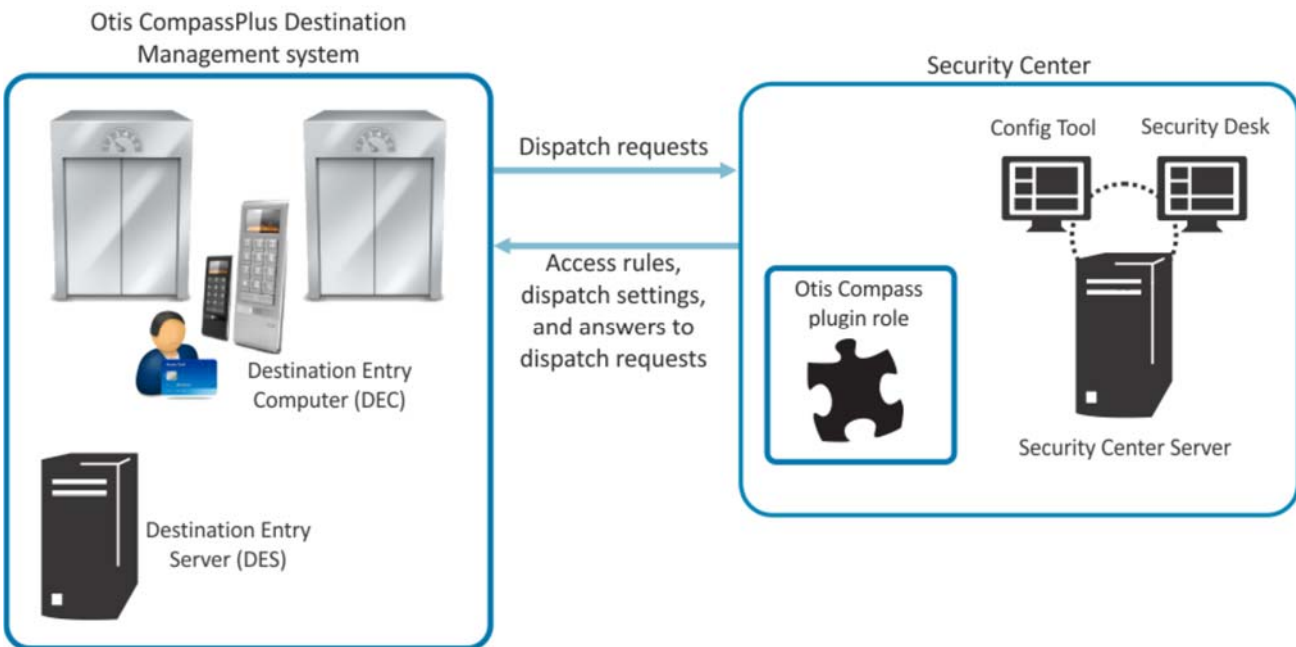 Otis CompassPlus Destination
Management system
Destination Entry
Computer (DEC)
Destination Entry
Server (DES)
Dispatch requests
Access rules,
dispatch settings,
and answers to
dispatch requests
Security Center
Config Tool
Security Desk
Otis Compass
plugin role
Security Center Server